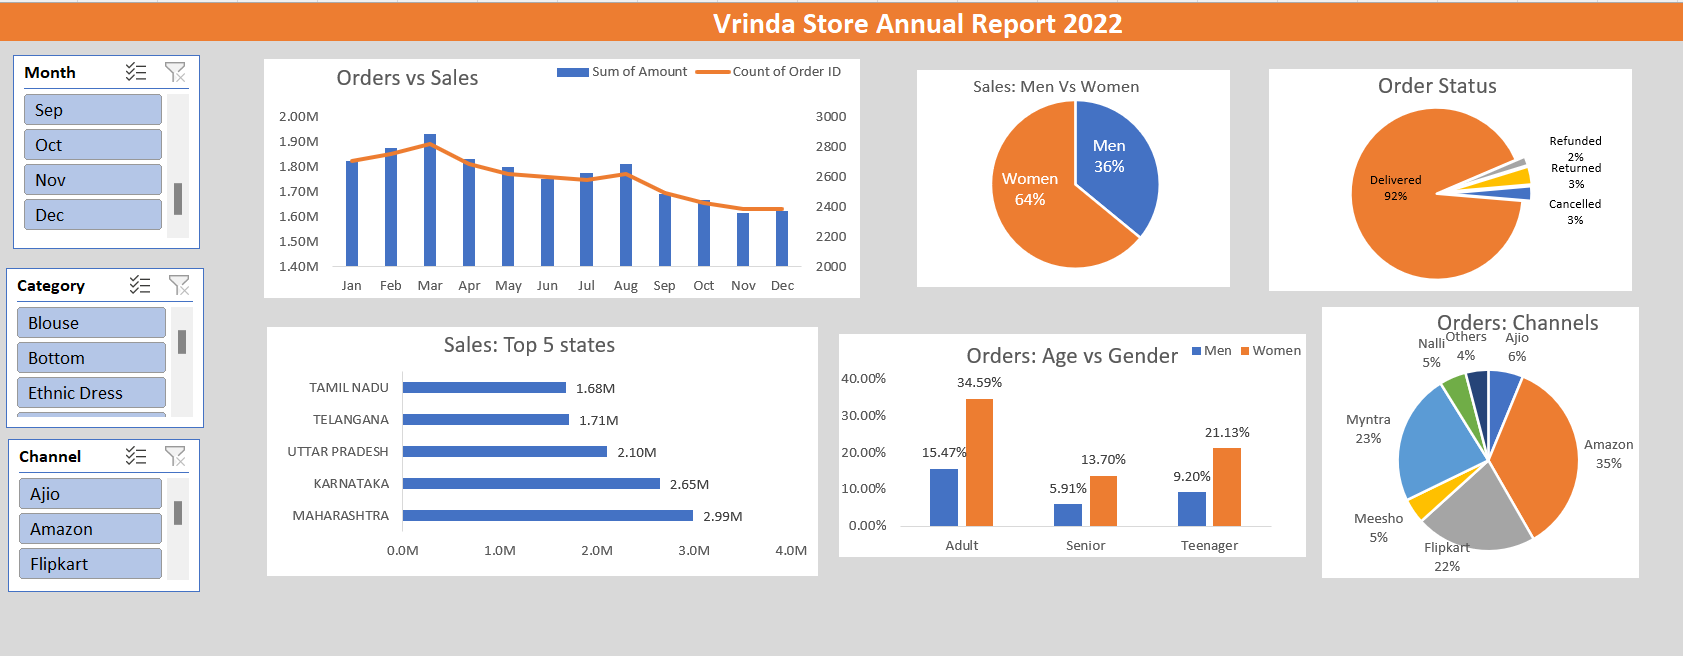 Vrinda Store Annual Report 2022
Month
Sep
Oct
Nov
Dec
Category
Blouse
Bottom
Ethnic Dress
Channel
Ajio
Amazon
Flipkart
Orders vs Sales
Sum of Amount
Count of Order ID
2.00M
1.90M
1.80M
1.70M
1.60M
1.50M
1.40M
3000
2800
2600
2400
2200
2000
Jan Feb Mar Apr May Jun Jul Aug Sep Oct Nov Dec
Sales: Men Vs Women
Men
36%
Women
64%
Order Status
Refunded
2%
Returned
3%
Cancelled
3%
Delivered
92%
Sales: Top 5 states
TAMIL NADU 1.68M
TELANGANA 1.71M
UTTAR PRADESH 2.10M
KARNATAKA 2.65M
MAHARASHTRA 2.99M
0.0M 1.0M 2.0M 3.0M 4.0M
Orders: Age vs Gender
Men Women
40.00%
30.00%
20.00%
10.00%
0.00%
15.47%
34.59%
5.91%
13.70%
9.20%
21.13%
Adult Senior Teenager
Orders: Channels
Nalli
5%
Others
4%
Ajio
6%
Myntra
23%
Amazon
35%
Meesho
5%
Flipkart
22%